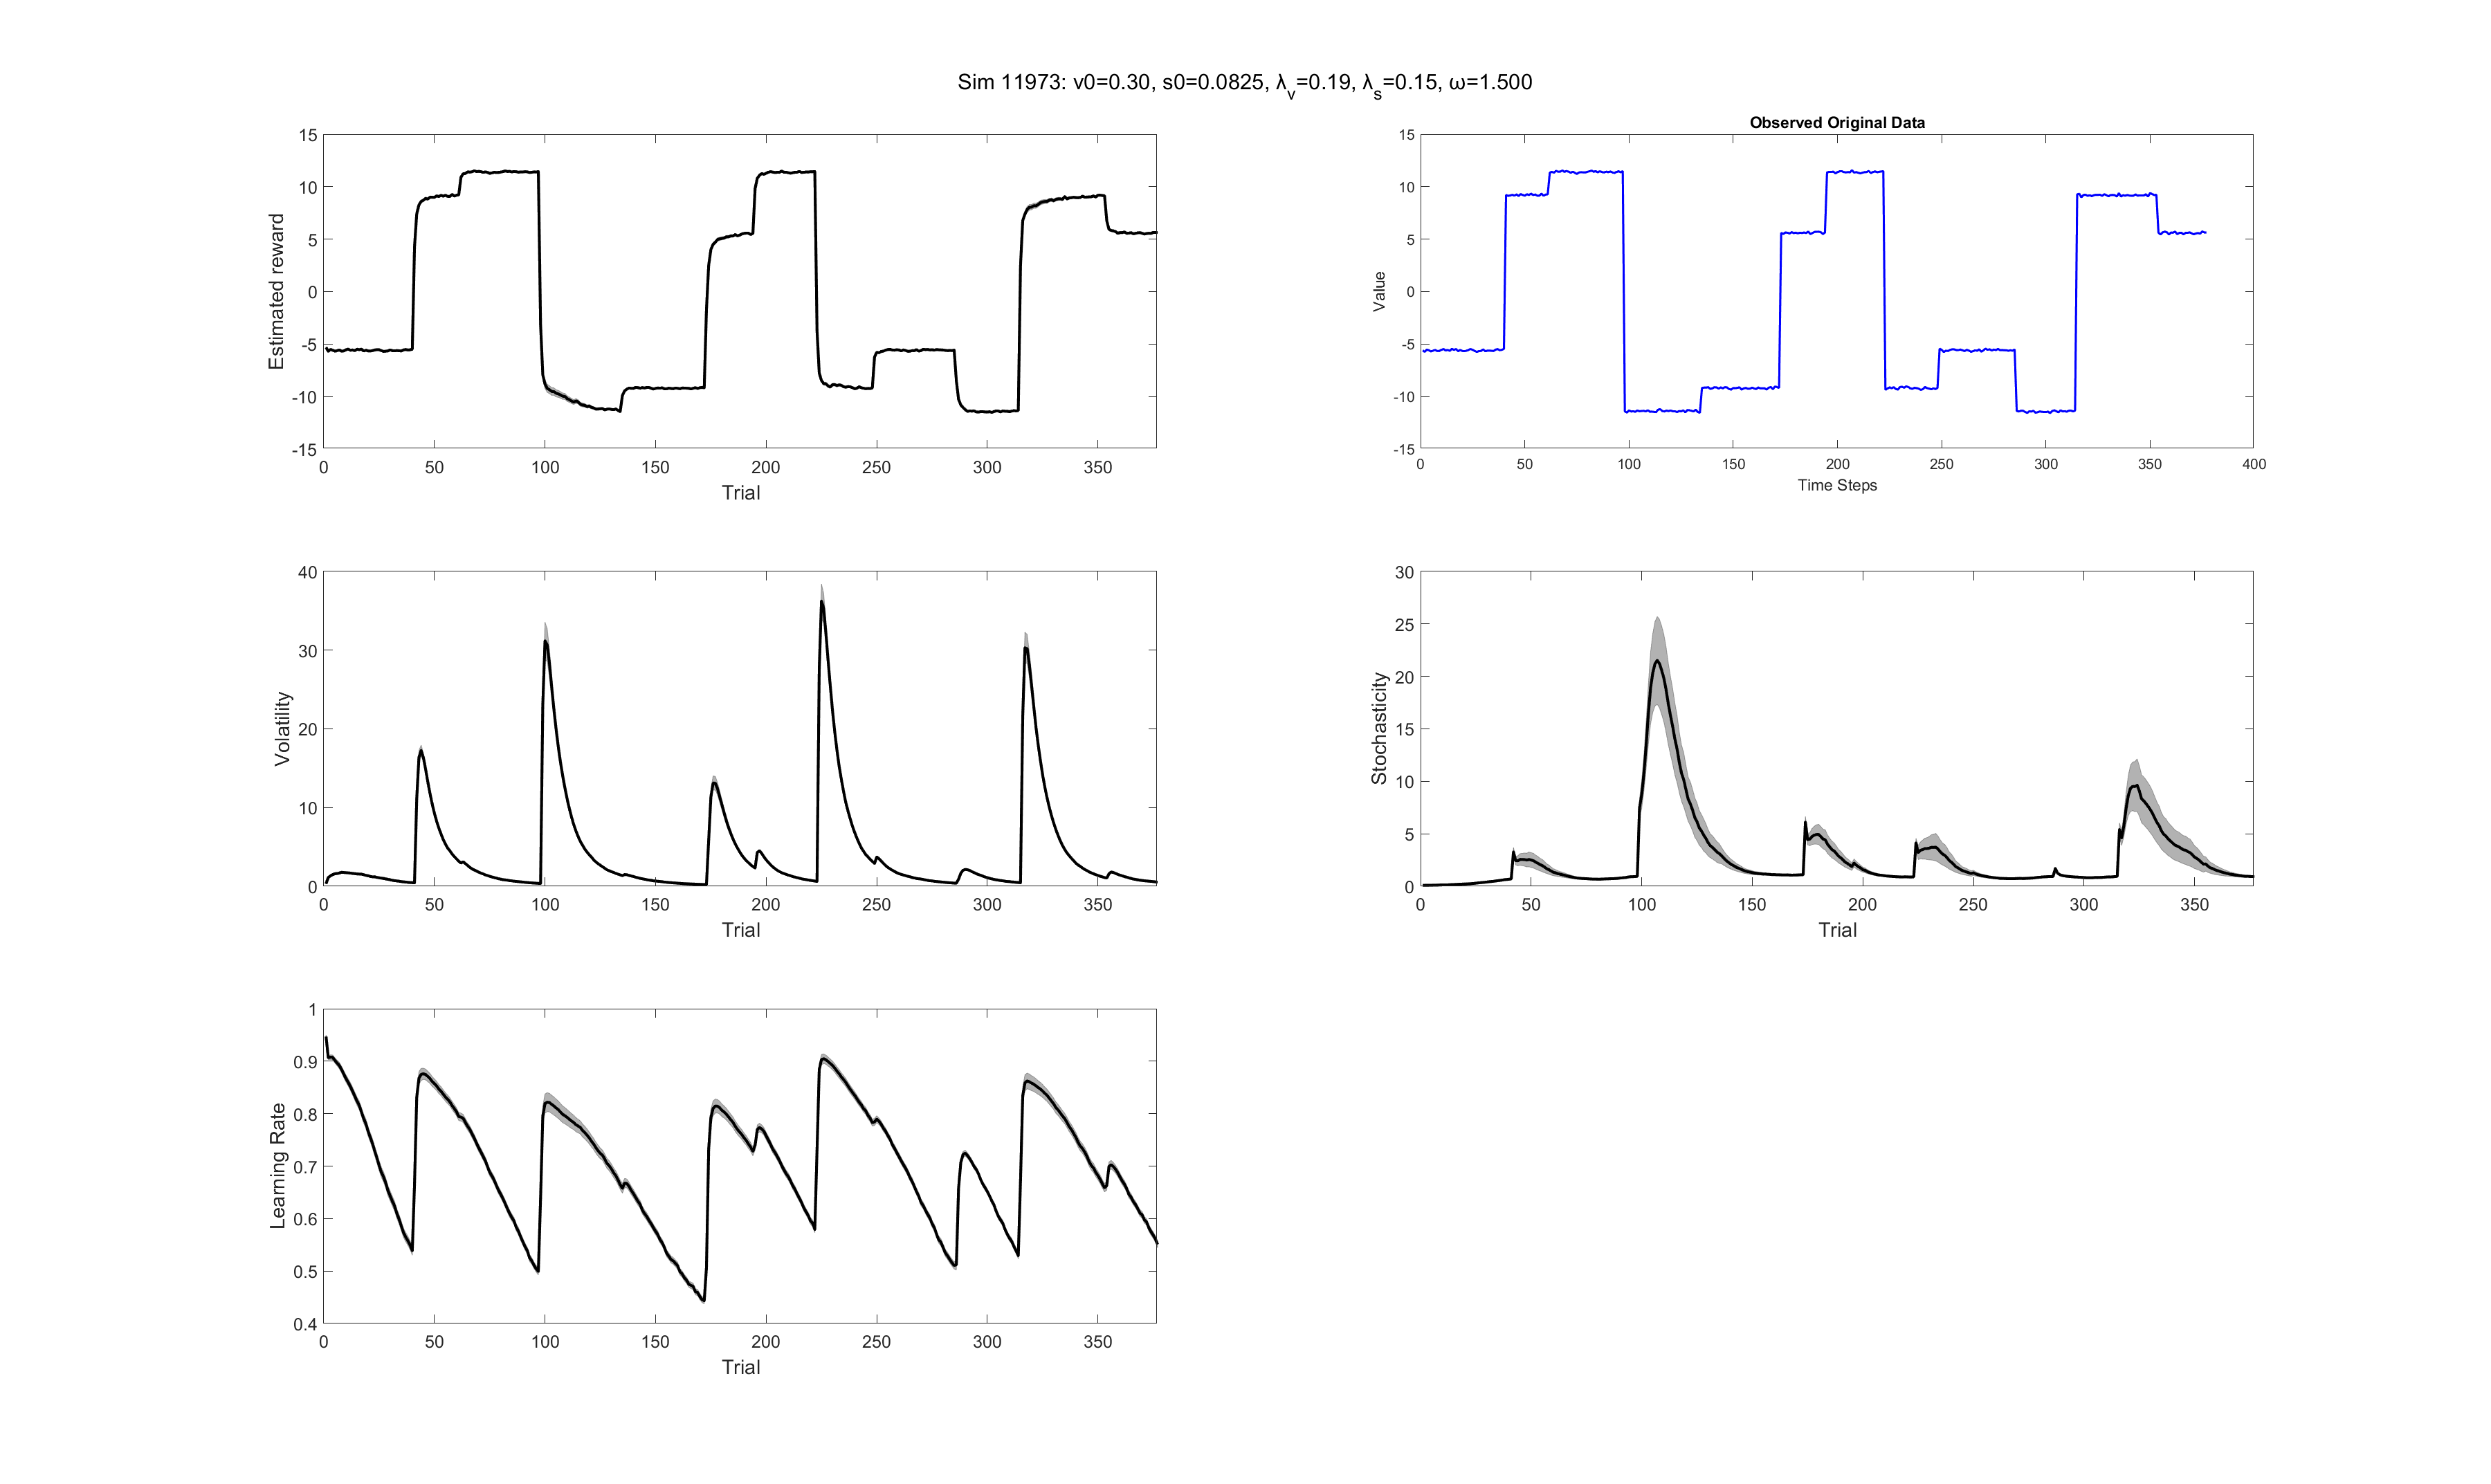 Sim 11973: v0=0.30, s0=0.0825, λv=0.19, λs=0.15, ω=1.500
15
10
5
0
-5
-10
-15
Estimated reward
0 50 100 150 200 250 300 350
Trial
Observed Original Data
15
10
5
0
-5
-10
-15
Value
0 50 100 150 200 250 300 350 400
Time Steps
40
30
20
10
0
Volatility
0 50 100 150 200 250 300 350
Trial
30
25
20
15
10
5
0
Stochasticity
0 50 100 150 200 250 300 350
Trial
1
0.9
0.8
0.7
0.6
0.5
0.4
Learning Rate
0 50 100 150 200 250 300 350
Trial